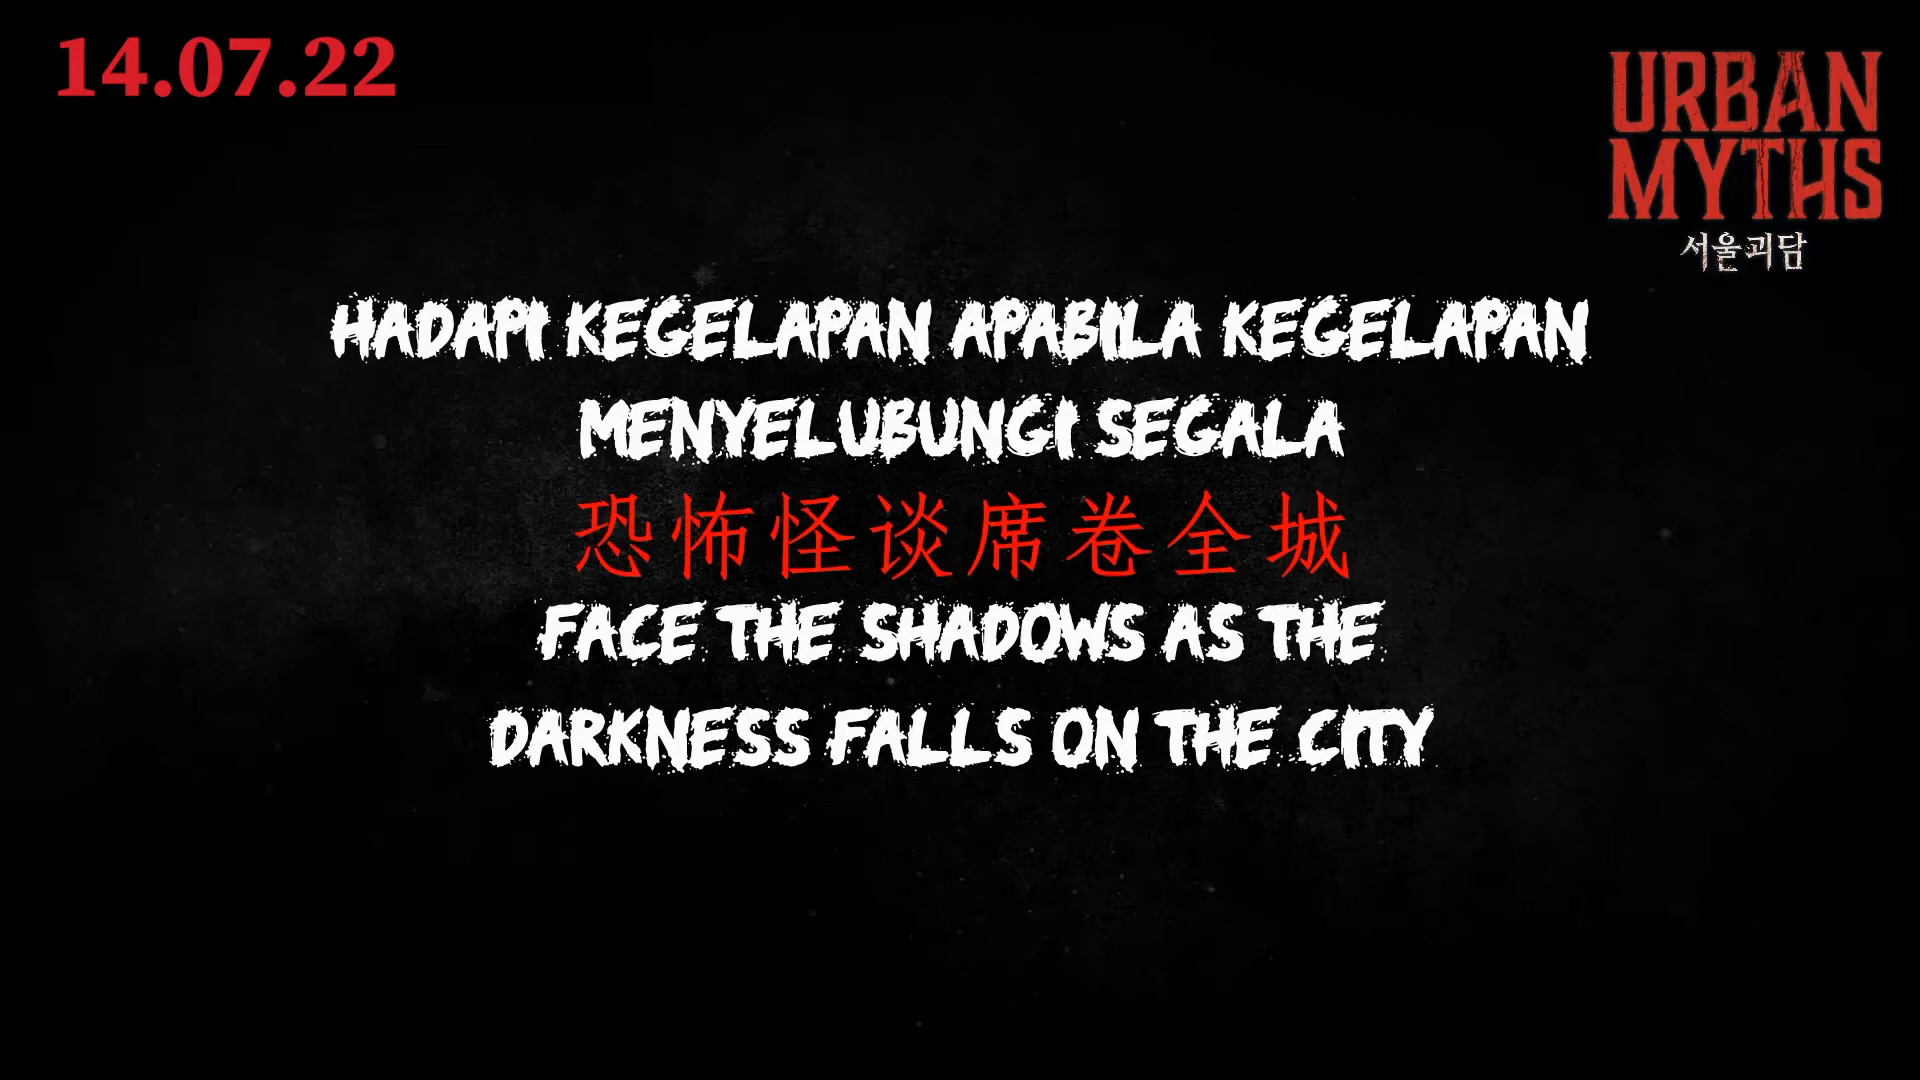 14.07.22
URBAN
MYTHS
서울괴담
HADAPI KEGELAPAN APABILA KEGELAPAN
MENYELUBUNGI SEGALA
恐怖怪谈席卷全城
FACE THE SHADOWS AS THE
DARKNESS FALLS ON THE CITY